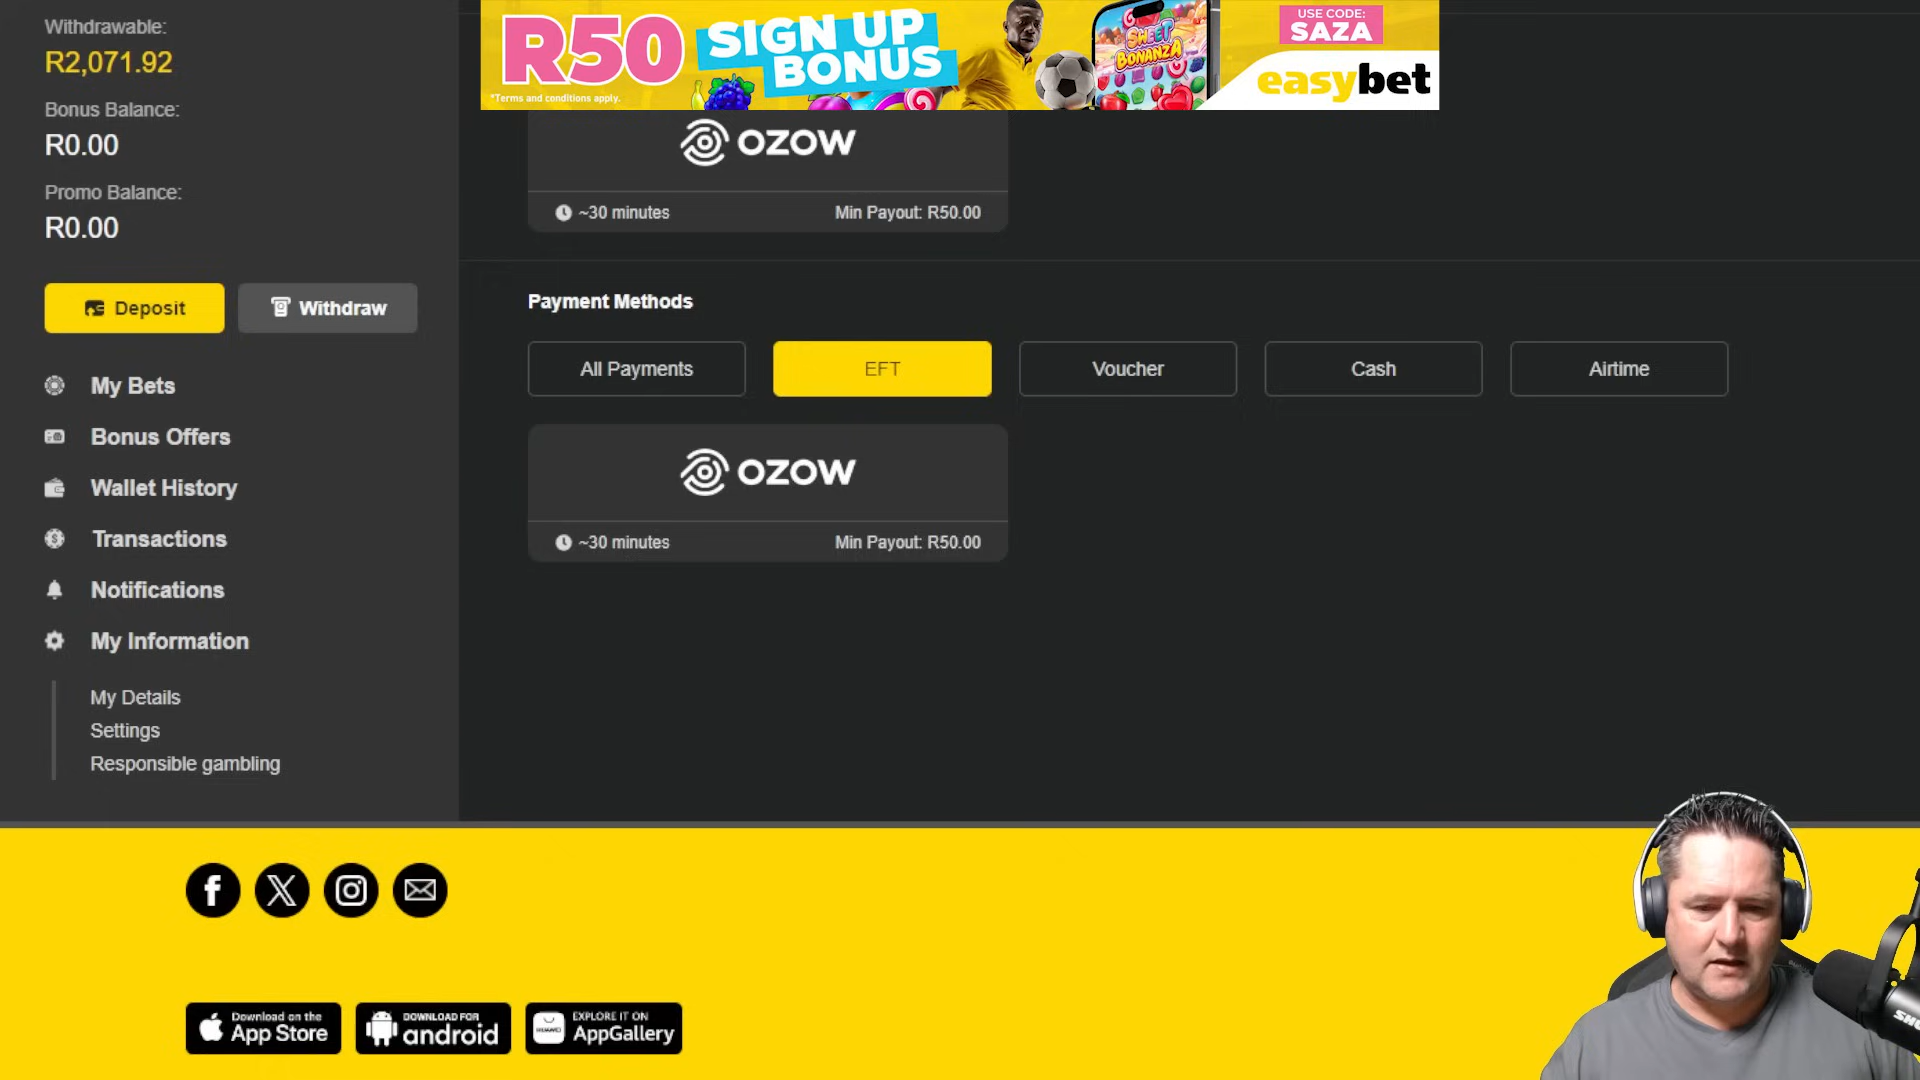 Withdrawable:
R2,071.92
Bonus Balance:
R0.00
Promo Balance:
R0.00
Deposit
Withdraw
My Bets
Bonus Offers
Wallet History
Transactions
Notifications
My Information
My Details
Settings
Responsible gambling
R50
SIGN UP
BONUS
*Terms and conditions apply.
SWEET
BONANZA
USE CODE:
SAZA
easybet
OZOW
~30 minutes
Min Payout: R50.00
Payment Methods
All Payments
EFT
Voucher
Cash
Airtime
OZOW
~30 minutes
Min Payout: R50.00
Download on the
App Store
DOWNLOAD FOR
android
EXPLORE IT ON
AppGallery